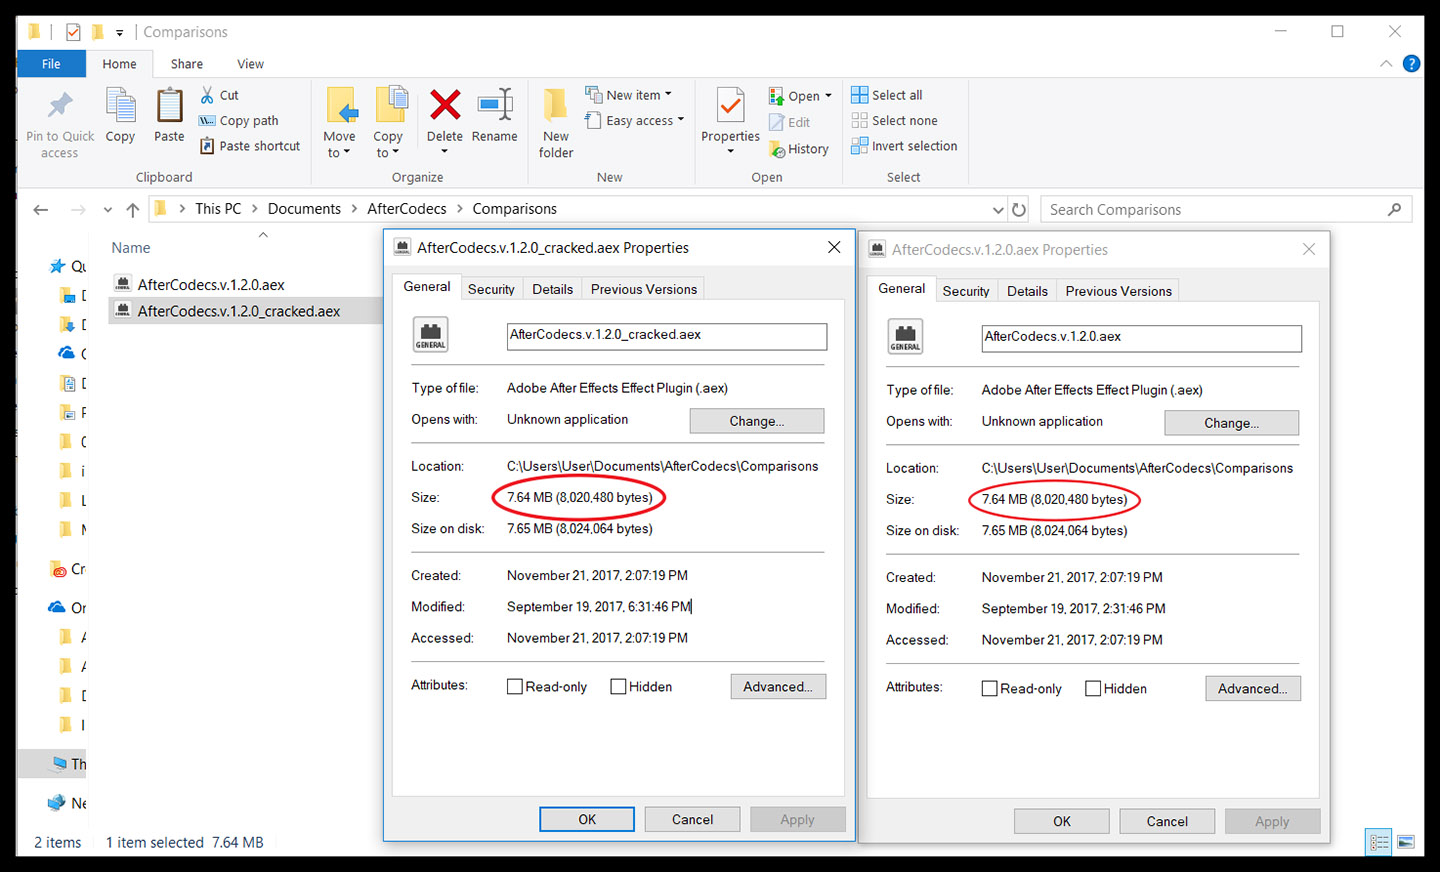 Comparisons
File Home Share View
Pin to Quick access
Copy
Paste
Cut
Copy path
Paste shortcut
Clipboard
Move to
Copy to
Delete
Rename
Organize
New folder
New item
Easy access
New
Properties
Open
Edit
History
Open
Select all
Select none
Invert selection
Select
This PC > Documents > AfterCodecs > Comparisons
Search Comparisons
Name
AfterCodecs.v.1.2.0.aex
AfterCodecs.v.1.2.0_cracked.aex
Qu
D
D
D
P
i
L
M
Cr
Or
A
A
D
I
Th
Ne
2 items 1 item selected 7.64 MB
AfterCodecs.v.1.2.0_cracked.aex Properties
General Security Details Previous Versions
GENERAL
AfterCodecs.v.1.2.0_cracked.aex
Type of file: Adobe After Effects Effect Plugin (.aex)
Opens with: Unknown application Change...
Location: C:\Users\User\Documents\AfterCodecs\Comparisons
Size: 7.64 MB (8,020,480 bytes)
Size on disk: 7.65 MB (8,024,064 bytes)
Created: November 21, 2017, 2:07:19 PM
Modified: September 19, 2017, 6:31:46 PM
Accessed: November 21, 2017, 2:07:19 PM
Attributes: Read-only Hidden Advanced...
OK Cancel Apply
AfterCodecs.v.1.2.0.aex Properties
General Security Details Previous Versions
GENERAL
AfterCodecs.v.1.2.0.aex
Type of file: Adobe After Effects Effect Plugin (.aex)
Opens with: Unknown application Change...
Location: C:\Users\User\Documents\AfterCodecs\Comparisons
Size: 7.64 MB (8,020,480 bytes)
Size on disk: 7.65 MB (8,024,064 bytes)
Created: November 21, 2017, 2:07:19 PM
Modified: September 19, 2017, 2:31:46 PM
Accessed: November 21, 2017, 2:07:19 PM
Attributes: Read-only Hidden Advanced...
OK Cancel Apply